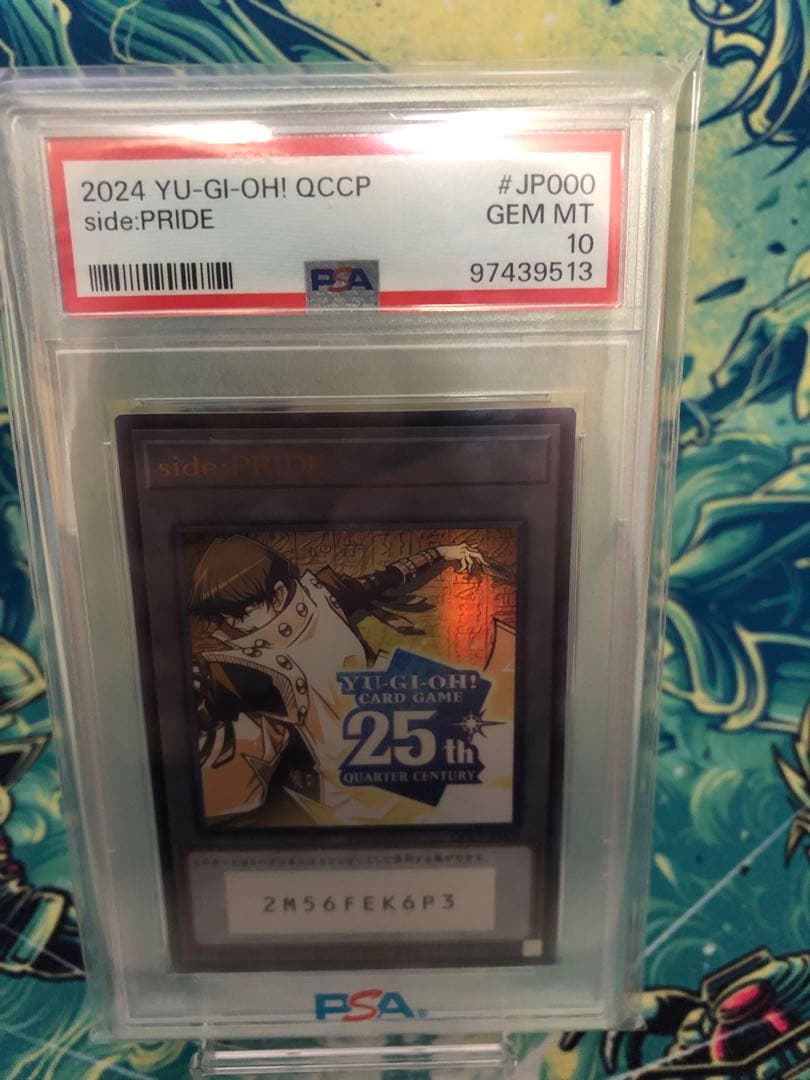 2024 YU-GI-OH! QCCP
side:PRIDE
#JP000
GEM MT
10
97439513
PSA
side:PRIDE
YU-GI-OH!
CARD GAME
25th
QUARTER CENTURY
2M56FEK6P3
PSA